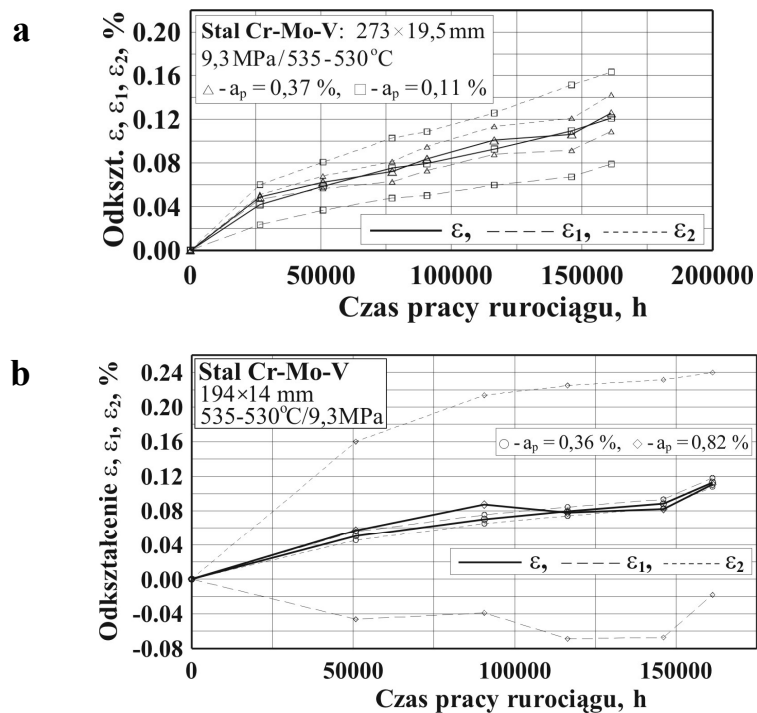 a
Odkszt. ε, ε₁, ε₂, %
0.20
0.16
0.12
0.08
0.04
0.00
Stal Cr-Mo-V: 273×19,5 mm
9,3 MPa / 535-530°C
△ - aₚ = 0,37 %, □ - aₚ = 0,11 %
ε, ε₁, ε₂
0 50000 100000 150000 200000
Czas pracy rurociągu, h
b
Odkształcenie ε, ε₁, ε₂, %
0.24
0.20
0.16
0.12
0.08
0.04
0.00
-0.04
-0.08
Stal Cr-Mo-V
194×14 mm
535-530°C/9,3MPa
○ - aₚ = 0,36 %, ◇ - aₚ = 0,82 %
ε, ε₁, ε₂
0 50000 100000 150000
Czas pracy rurociągu, h